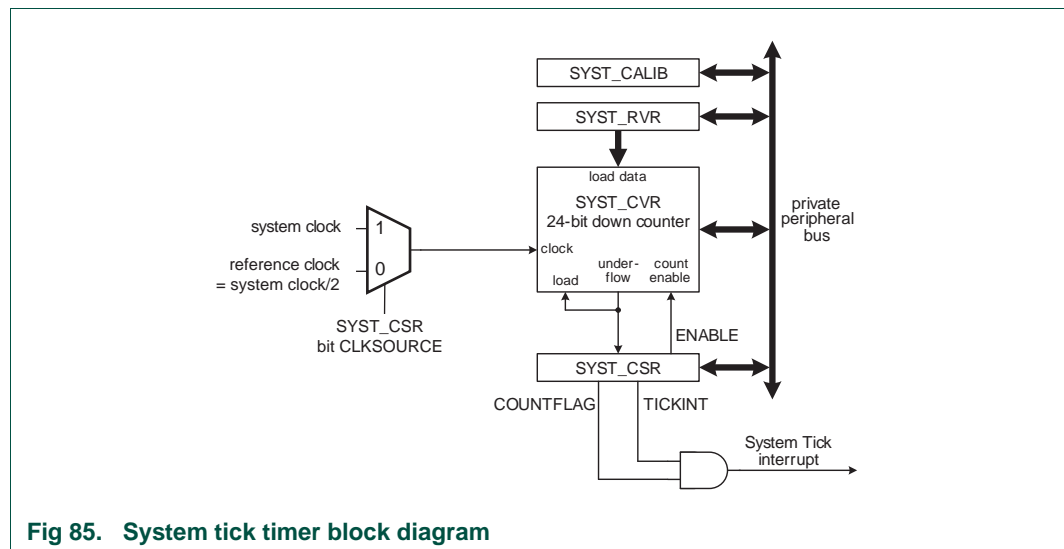 SYST_CALIB
SYST_RVR
load data
SYST_CVR
24-bit down counter
private
peripheral
bus
system clock
1
clock
reference clock
= system clock/2
0
under-
flow
count
enable
load
SYST_CSR
bit CLKSOURCE
ENABLE
SYST_CSR
COUNTFLAG
TICKINT
System Tick
interrupt
Fig 85. System tick timer block diagram